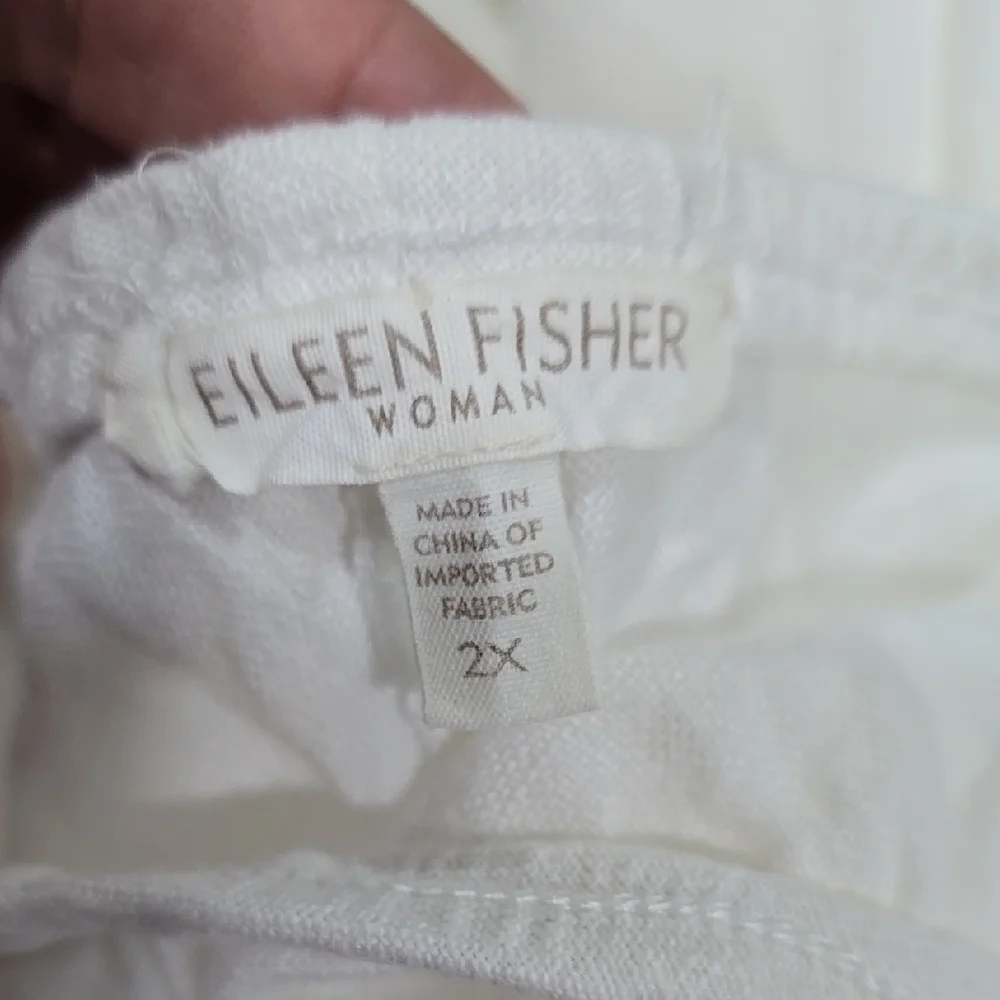 EILEEN FISHER
WOMAN
MADE IN
CHINA OF
IMPORTED
FABRIC
2X